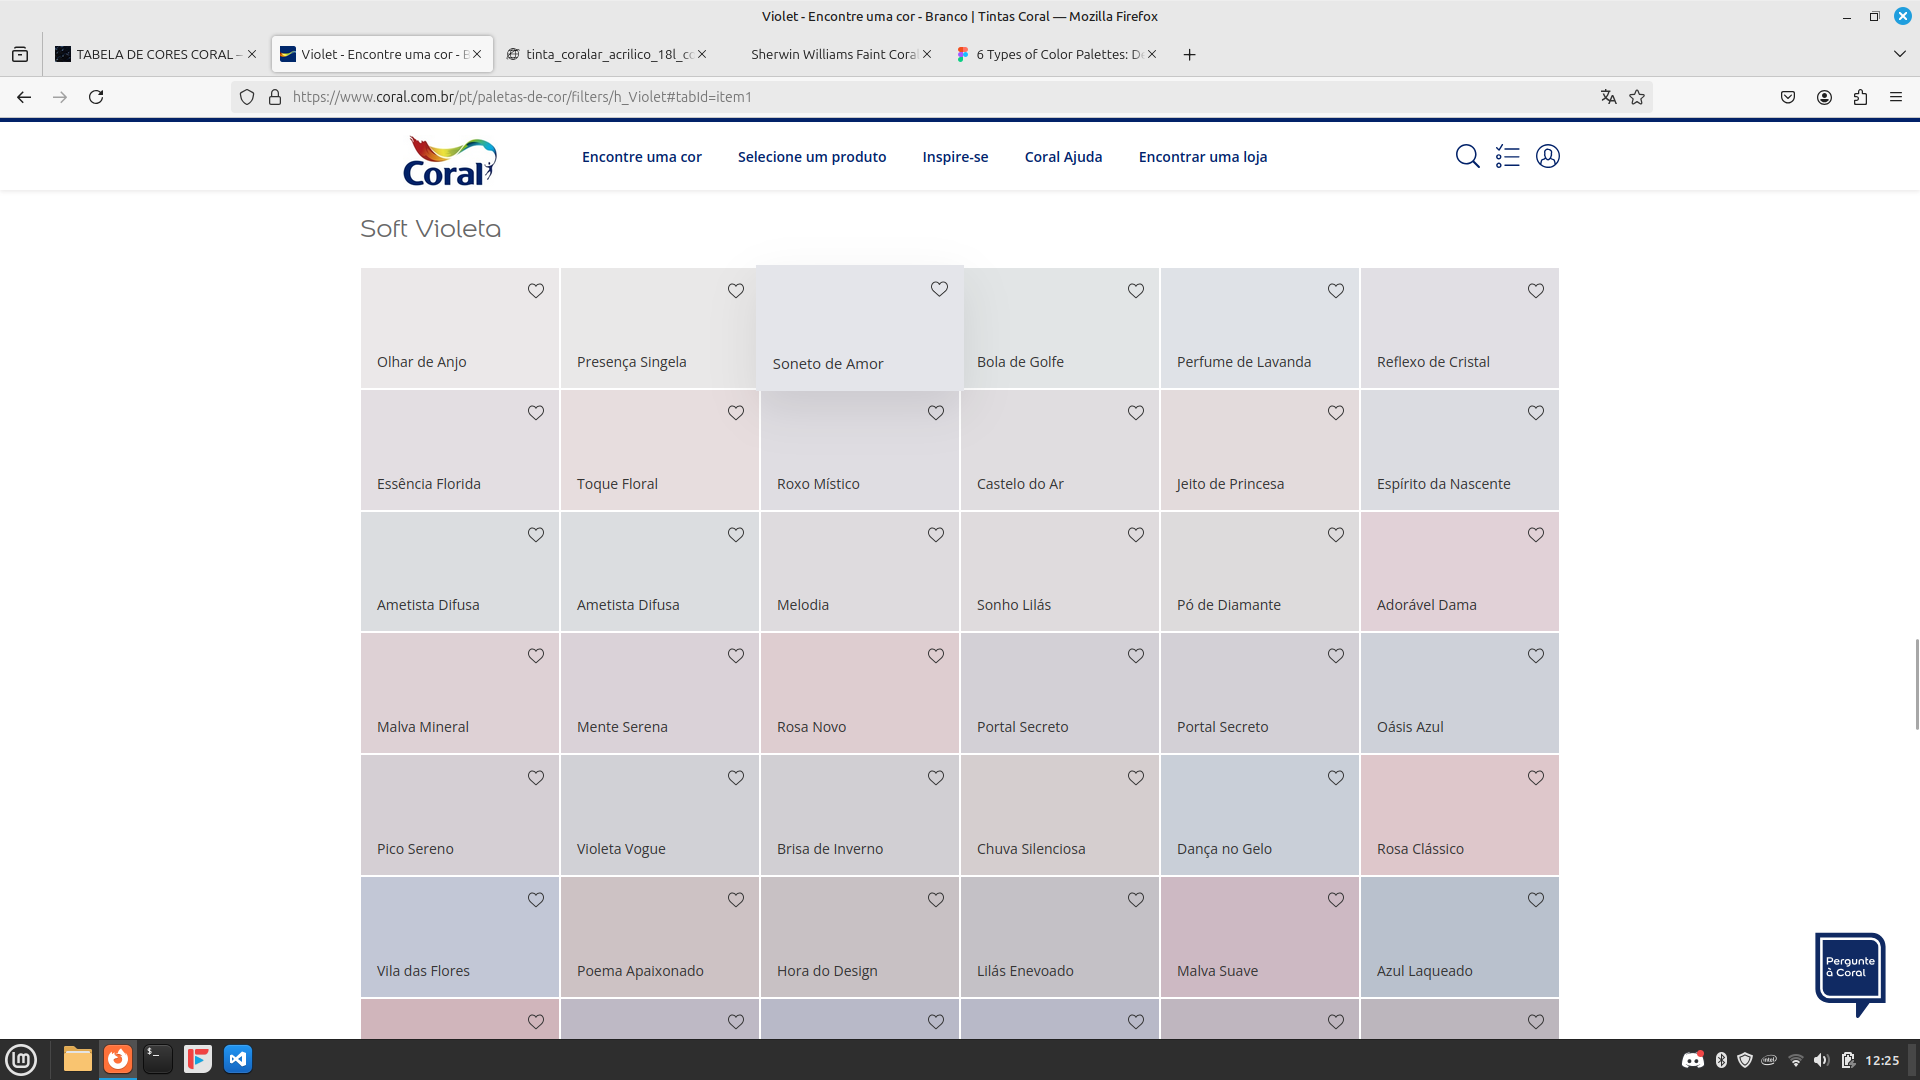 Violet - Encontre uma cor - Branco | Tintas Coral — Mozilla Firefox
TABELA DE CORES CORAL –
Violet - Encontre uma cor - B
tinta_coralar_acrilico_18l_co
Sherwin Williams Faint Coral
6 Types of Color Palettes: De
https://www.coral.com.br/pt/paletas-de-cor/filters/h_Violet#tabId=item1
Coral
Encontre uma cor
Selecione um produto
Inspire-se
Coral Ajuda
Encontrar uma loja
Soft Violeta
Olhar de Anjo
Presença Singela
Soneto de Amor
Bola de Golfe
Perfume de Lavanda
Reflexo de Cristal
Essência Florida
Toque Floral
Roxo Místico
Castelo do Ar
Jeito de Princesa
Espírito da Nascente
Ametista Difusa
Ametista Difusa
Melodia
Sonho Lilás
Pó de Diamante
Adorável Dama
Malva Mineral
Mente Serena
Rosa Novo
Portal Secreto
Portal Secreto
Oásis Azul
Pico Sereno
Violeta Vogue
Brisa de Inverno
Chuva Silenciosa
Dança no Gelo
Rosa Clássico
Vila das Flores
Poema Apaixonado
Hora do Design
Lilás Enevoado
Malva Suave
Azul Laqueado
Pergunte
à Coral
12:25